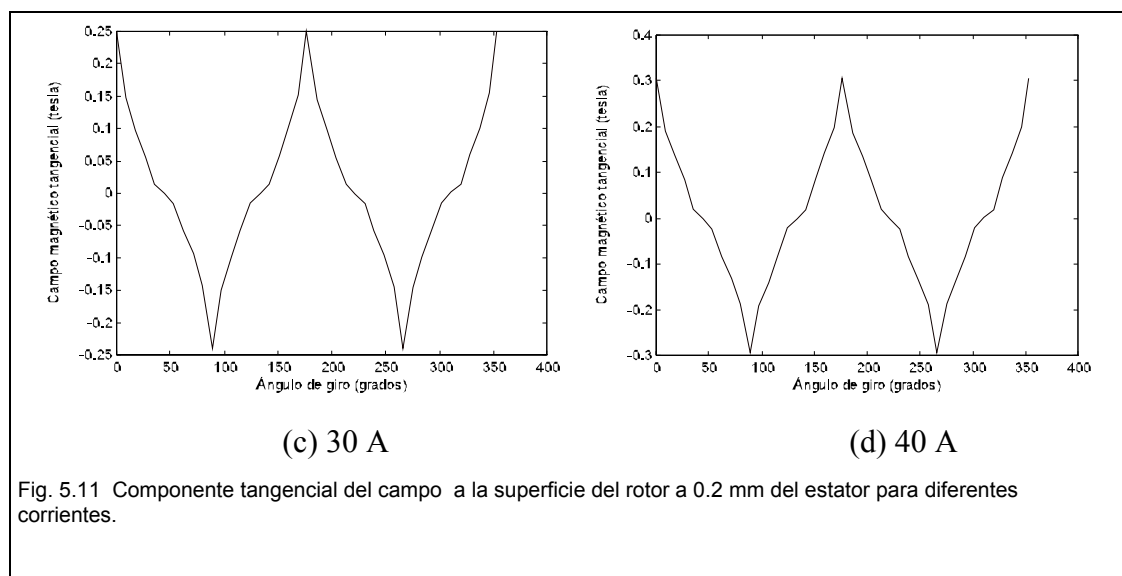 0.25
0.2
0.15
0.1
0.05
0
-0.05
-0.1
-0.15
-0.2
-0.25
Campo magnético tangencial (tesla)
0 50 100 150 200 250 300 350 400
Angulo de giro (grados)
(c) 30 A
0.4
0.3
0.2
0.1
0
-0.1
-0.2
-0.3
Campo magnético tangencial (tesla)
0 50 100 150 200 250 300 350 400
Angulo de giro (grados)
(d) 40 A
Fig. 5.11 Componente tangencial del campo a la superficie del rotor a 0.2 mm del estator para diferentes
corrientes.